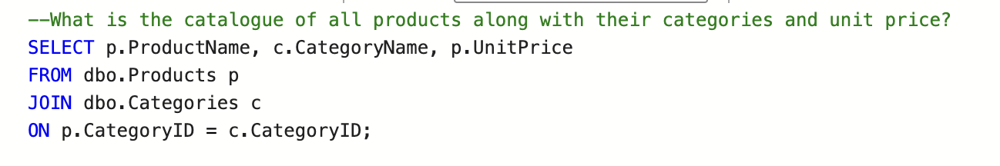 --What is the catalogue of all products along with their categories and unit price?
SELECT p.ProductName, c.CategoryName, p.UnitPrice
FROM dbo.Products p
JOIN dbo.Categories c
ON p.CategoryID = c.CategoryID;